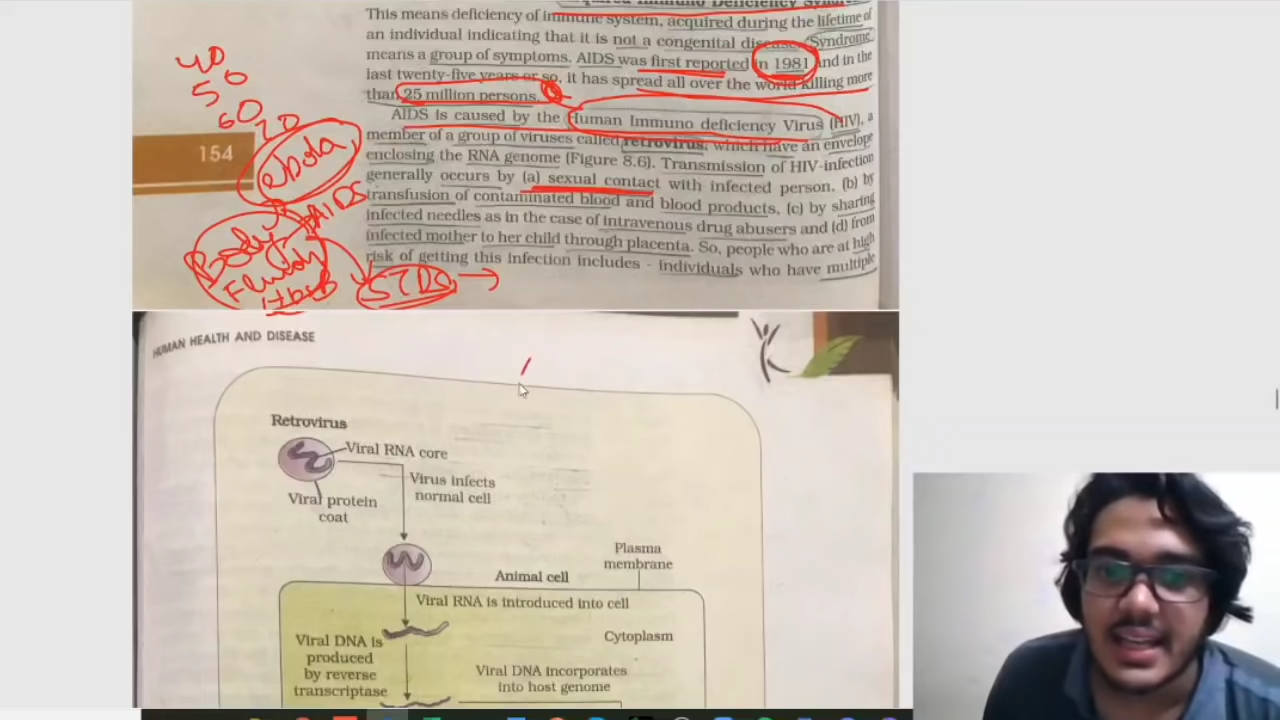 This means deficiency of immune system, acquired during the lifetime of
an individual indicating that it is not a congenital disease. 'Syndrome'
means a group of symptoms. AIDS was first reported in 1981 and in the
last twenty-five years or so, it has spread all over the world killing more
than 25 million persons.
AIDS is caused by the Human Immuno deficiency Virus (HIV), a
member of a group of viruses called retrovirus, which have an envelope
enclosing the RNA genome (Figure 8.6). Transmission of HIV-infection
generally occurs by (a) sexual contact with infected person, (b) by
transfusion of contaminated blood and blood products, (c) by sharing
infected needles as in the case of intravenous drug abusers and (d) from
infected mother to her child through placenta. So, people who are at high
risk of getting this infection includes - individuals who have multiple
40
50
60
70
154
ebola
AIDS
Body
Fluids
STDs
HUMAN HEALTH AND DISEASE
Retrovirus
Viral RNA core
Virus infects
normal cell
Viral protein
coat
Plasma
membrane
Animal cell
Viral RNA is introduced into cell
Cytoplasm
Viral DNA is
produced
by reverse
transcriptase
Viral DNA incorporates
into host genome